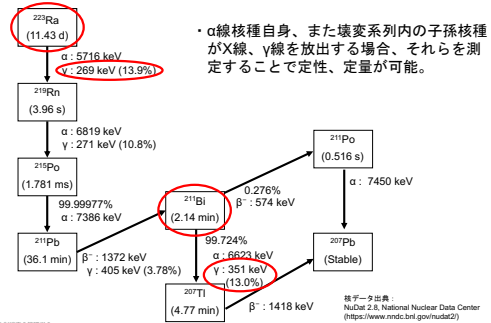 ²²³Ra
(11.43 d)
・α線核種自身、また壊変系列内の子孫核種
がX線、γ線を放出する場合、それらを測
定することで定性、定量が可能。
α : 5716 keV
γ : 269 keV (13.9%)
²¹⁹Rn
(3.96 s)
α : 6819 keV
γ : 271 keV (10.8%)
²¹⁵Po
(1.781 ms)
²¹¹Po
(0.516 s)
99.99977%
α : 7386 keV
²¹¹Bi
(2.14 min)
0.276%
β⁻ : 574 keV
α : 7450 keV
²¹¹Pb
(36.1 min)
β⁻ : 1372 keV
γ : 405 keV (3.78%)
99.724%
α : 6623 keV
γ : 351 keV
(13.0%)
²⁰⁷Pb
(Stable)
²⁰⁷Tl
(4.77 min)
β⁻ : 1418 keV
核データ出典：
NuDat 2.8, National Nuclear Data Center
(https://www.nndc.bnl.gov/nudat2/)